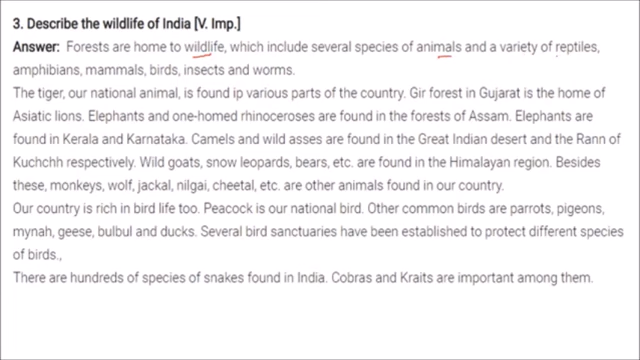 3. Describe the wildlife of India [V. Imp.]
Answer: Forests are home to wildlife, which include several species of animals and a variety of reptiles,
amphibians, mammals, birds, insects and worms.
The tiger, our national animal, is found ip various parts of the country. Gir forest in Gujarat is the home of
Asiatic lions. Elephants and one-homed rhinoceroses are found in the forests of Assam. Elephants are
found in Kerala and Karnataka. Camels and wild asses are found in the Great Indian desert and the Rann of
Kuchchh respectively. Wild goats, snow leopards, bears, etc. are found in the Himalayan region. Besides
these, monkeys, wolf, jackal, nilgai, cheetal, etc. are other animals found in our country.
Our country is rich in bird life too. Peacock is our national bird. Other common birds are parrots, pigeons,
mynah, geese, bulbul and ducks. Several bird sanctuaries have been established to protect different species
of birds.,
There are hundreds of species of snakes found in India. Cobras and Kraits are important among them.